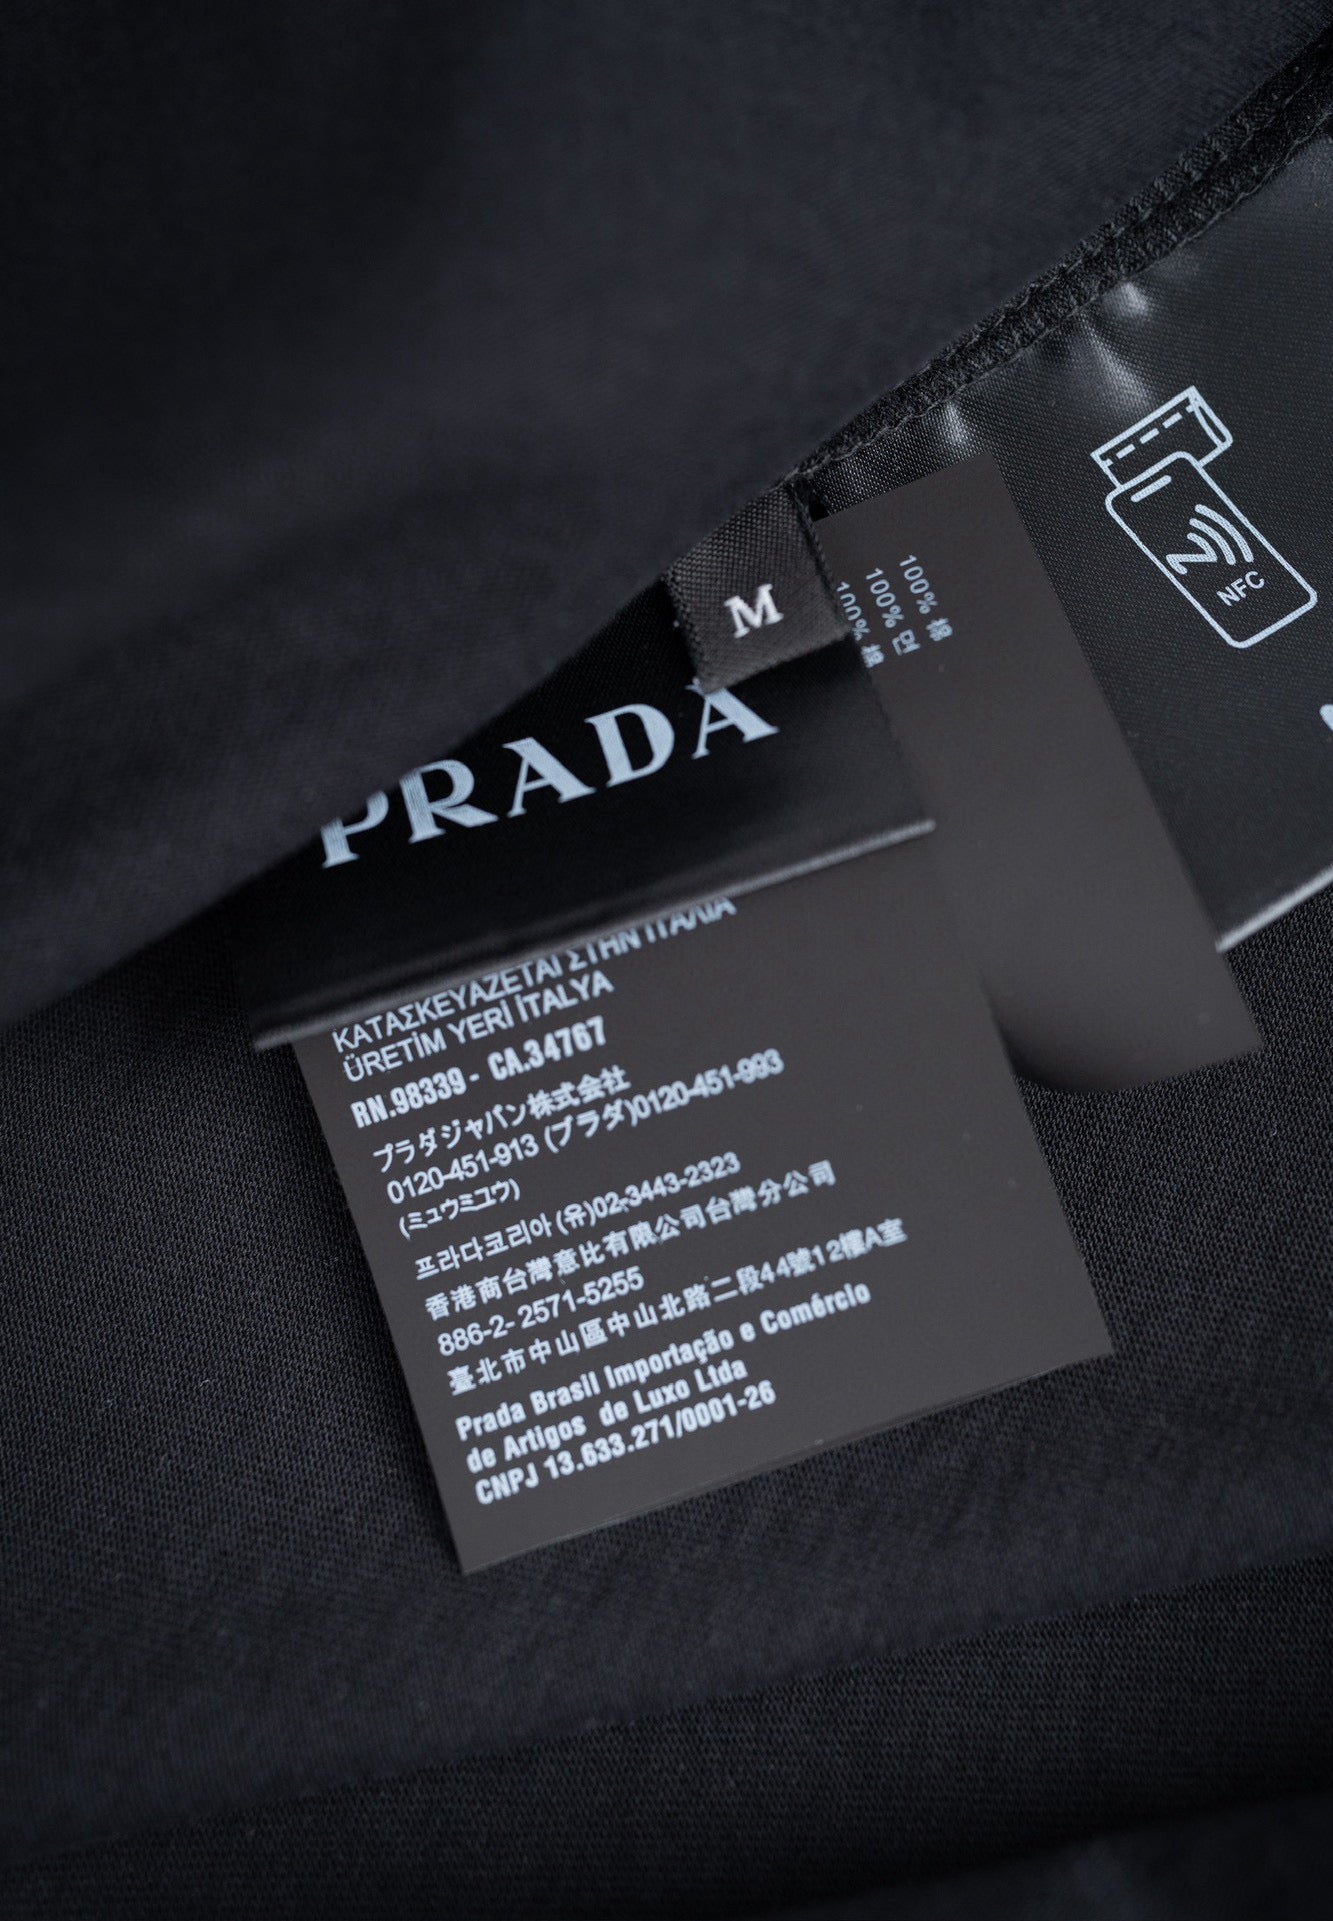 M
PRADA
100% 棉
100% 면
100% 棉
NFC
ΚΑΤΑΣΚΕΥΑΖΕΤΑΙ ΣΤΗΝ ΙΤΑΛΙΑ
ÜRETİM YERİ İTALYA
RN.98339 - CA.34767
プラダジャパン株式会社
0120-451-913 (プラダ)0120-451-993
(ミュウミュウ)
프라다코리아 (유)02-3443-2323
香港商台灣意比有限公司台灣分公司
886-2- 2571-5255
臺北市中山區中山北路二段44號12樓A室
Prada Brasil Importação e Comércio
de Artigos de Luxo Ltda
CNPJ 13.633.271/0001-26